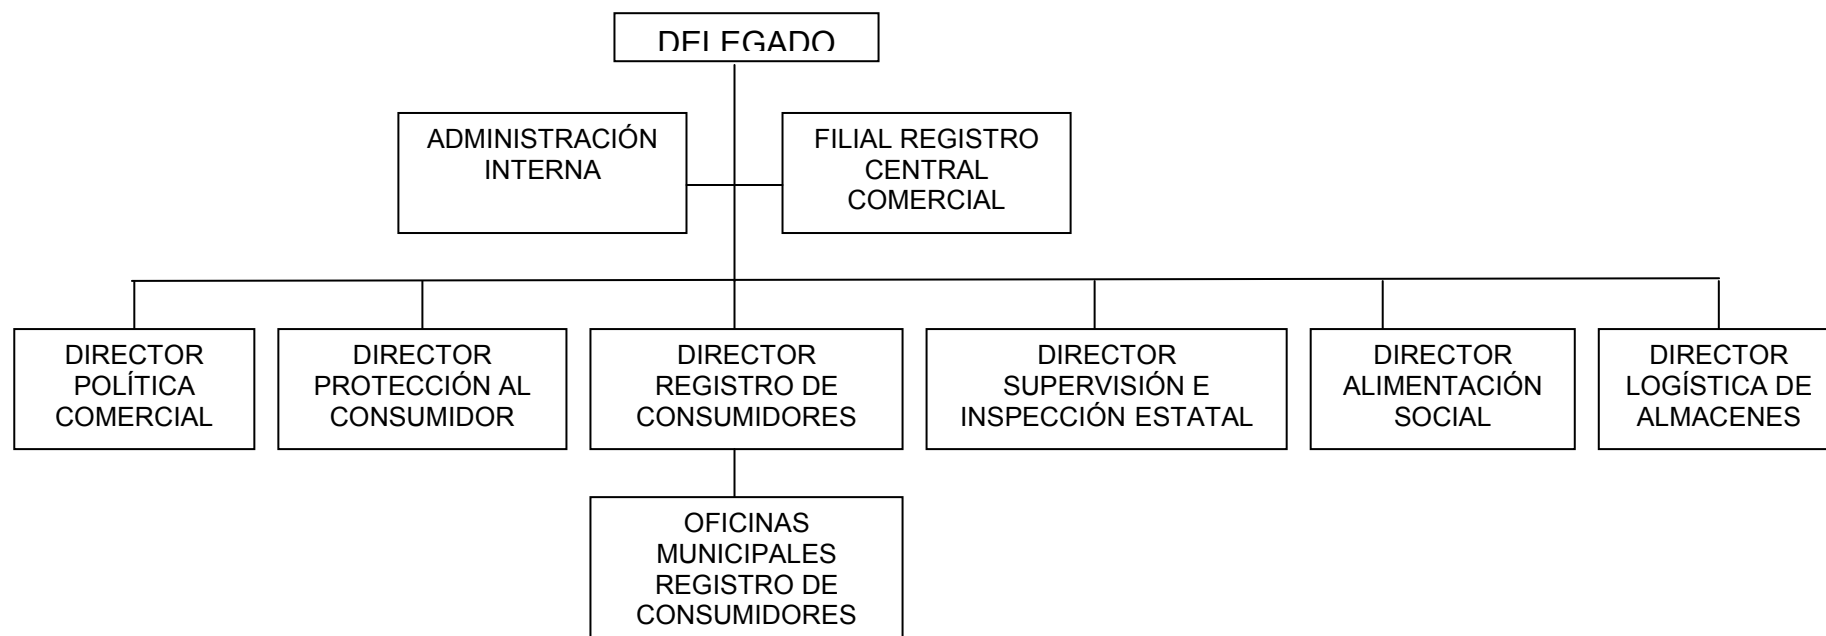 DELEGADO
ADMINISTRACIÓN
INTERNA
FILIAL REGISTRO
CENTRAL
COMERCIAL
DIRECTOR
POLÍTICA
COMERCIAL
DIRECTOR
PROTECCIÓN AL
CONSUMIDOR
DIRECTOR
REGISTRO DE
CONSUMIDORES
DIRECTOR
SUPERVISIÓN E
INSPECCIÓN ESTATAL
DIRECTOR
ALIMENTACIÓN
SOCIAL
DIRECTOR
LOGÍSTICA DE
ALMACENES
OFICINAS
MUNICIPALES
REGISTRO DE
CONSUMIDORES